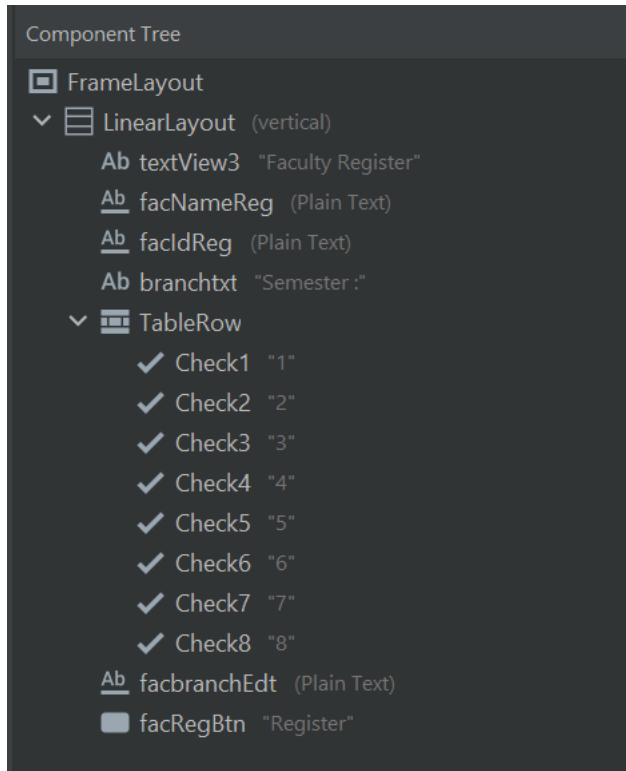 Component Tree
FrameLayout
LinearLayout (vertical)
Ab textView3 "Faculty Register"
Ab facNameReg (Plain Text)
Ab facIdReg (Plain Text)
Ab branchtxt "Semester :"
TableRow
Check1 "1"
Check2 "2"
Check3 "3"
Check4 "4"
Check5 "5"
Check6 "6"
Check7 "7"
Check8 "8"
Ab facbranchEdt (Plain Text)
facRegBtn "Register"